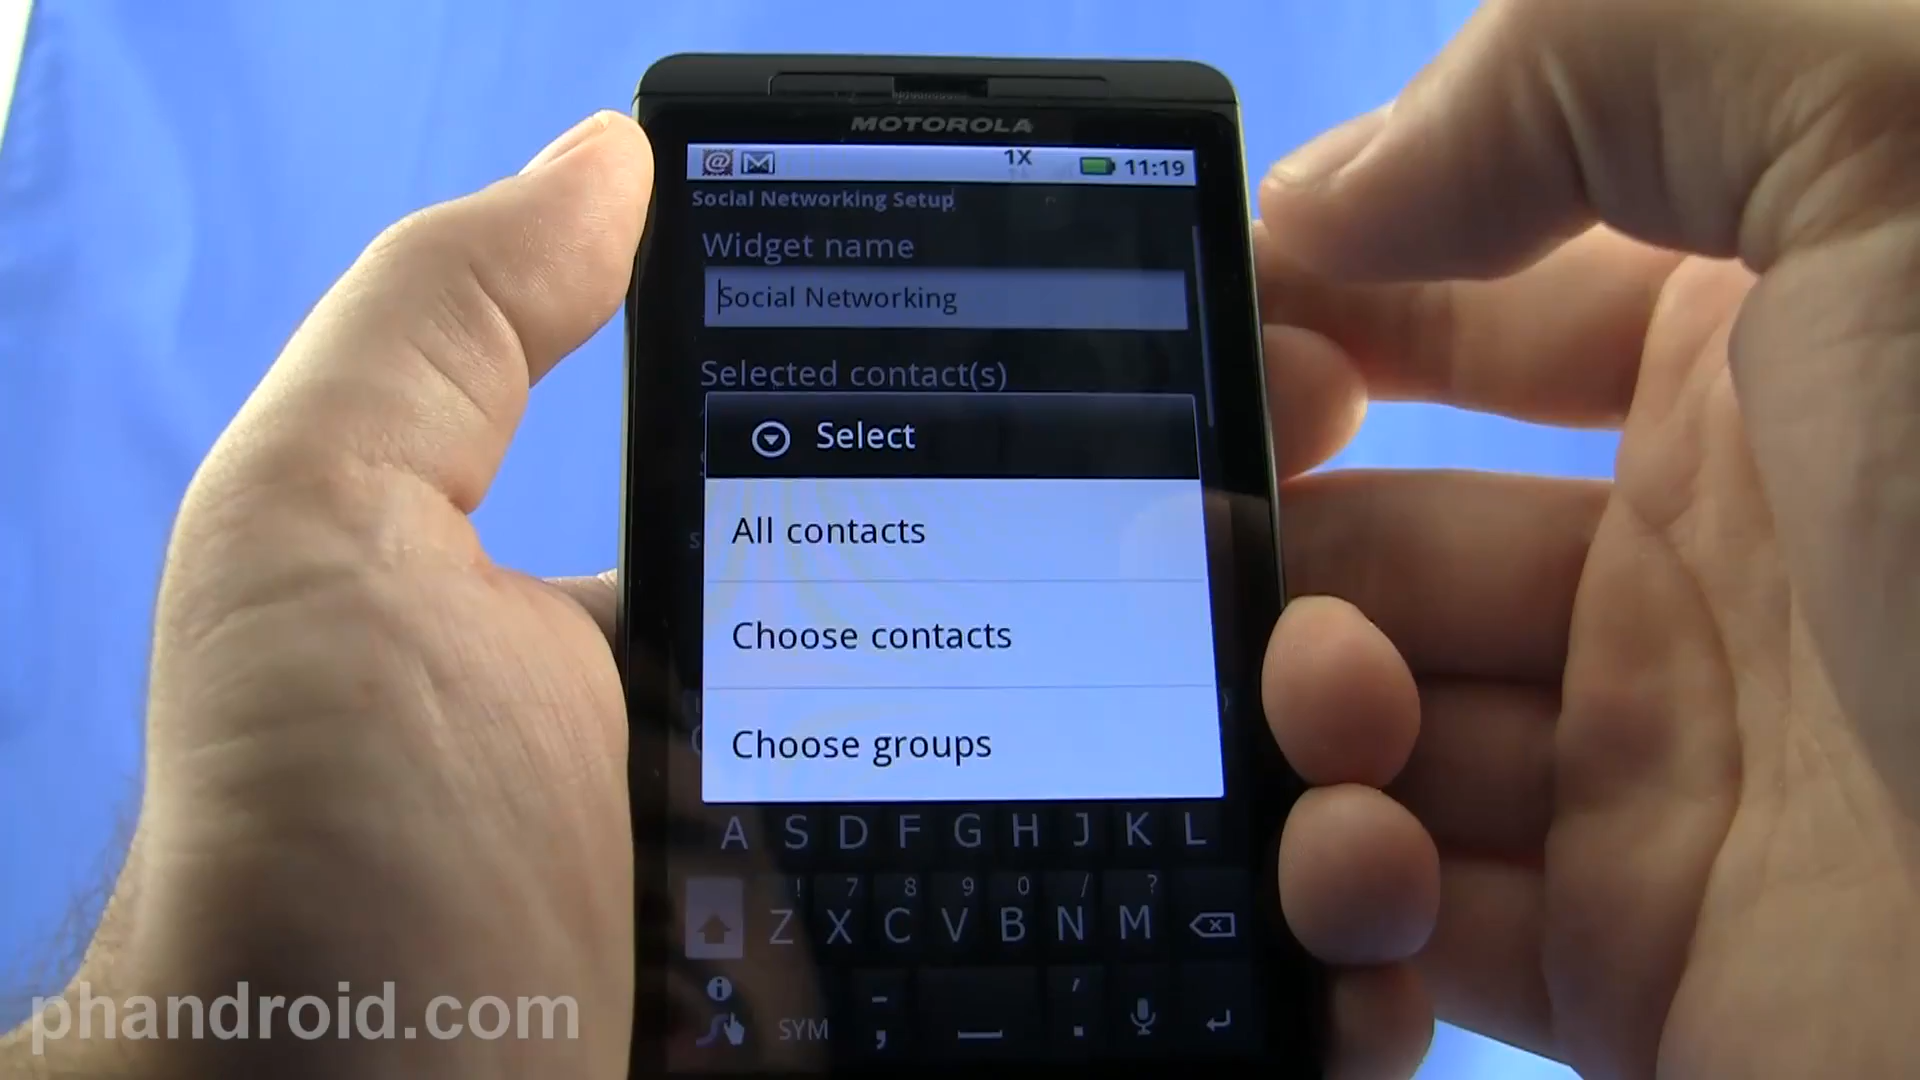 MOTOROLA
1X 11:19
Social Networking Setup
Widget name
Social Networking
Selected contact(s)
Select
All contacts
Choose contacts
Choose groups
A S D F G H J K L
! 7 8 9 0 / ?
Z X C V B N M
SYM
phandroid.com